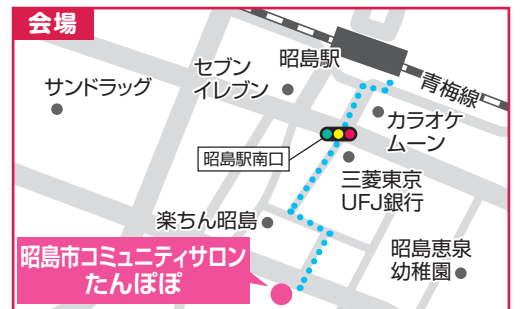 会場
昭島駅
セブン
イレブン
サンドラッグ
青梅線
カラオケ
ムーン
昭島駅南口
三菱東京
UFJ銀行
楽ちん昭島
昭島恵泉
幼稚園
昭島市コミュニティサロン
たんぽぽ